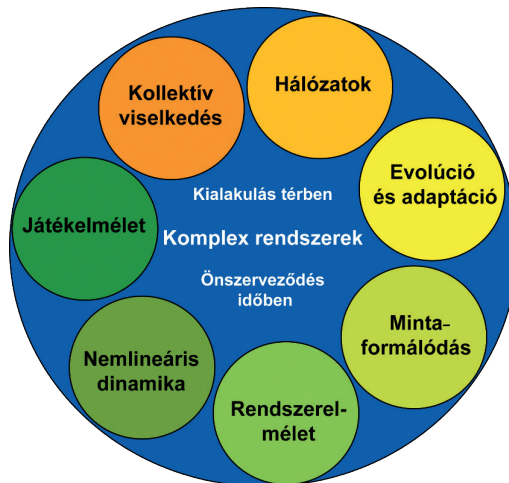 Kollektív
viselkedés
Hálózatok
Evolúció
és adaptáció
Kialakulás térben
Játékelmélet
Komplex rendszerek
Önszerveződés
időben
Minta-
formálódás
Nemlineáris
dinamika
Rendszerel-
mélet